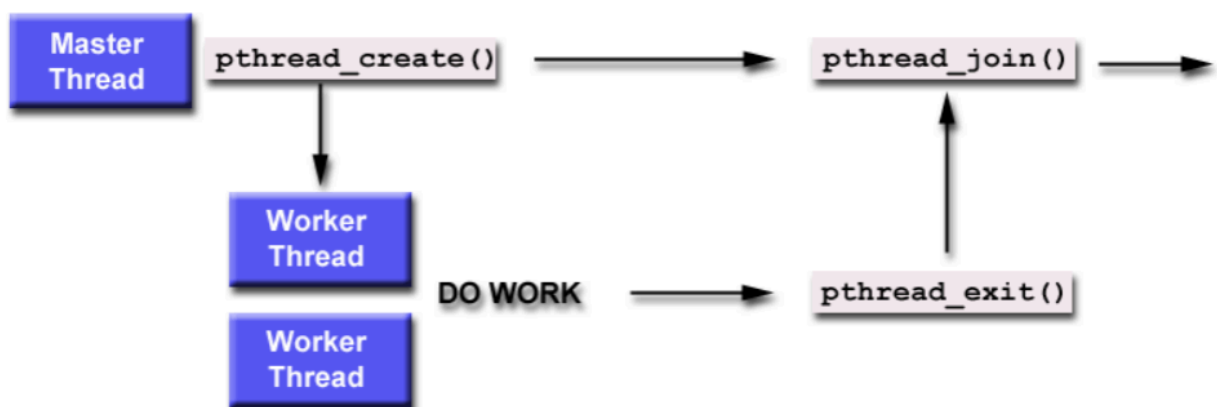 Master
Thread
pthread_create()
pthread_join()
Worker
Thread
DO WORK
pthread_exit()
Worker
Thread